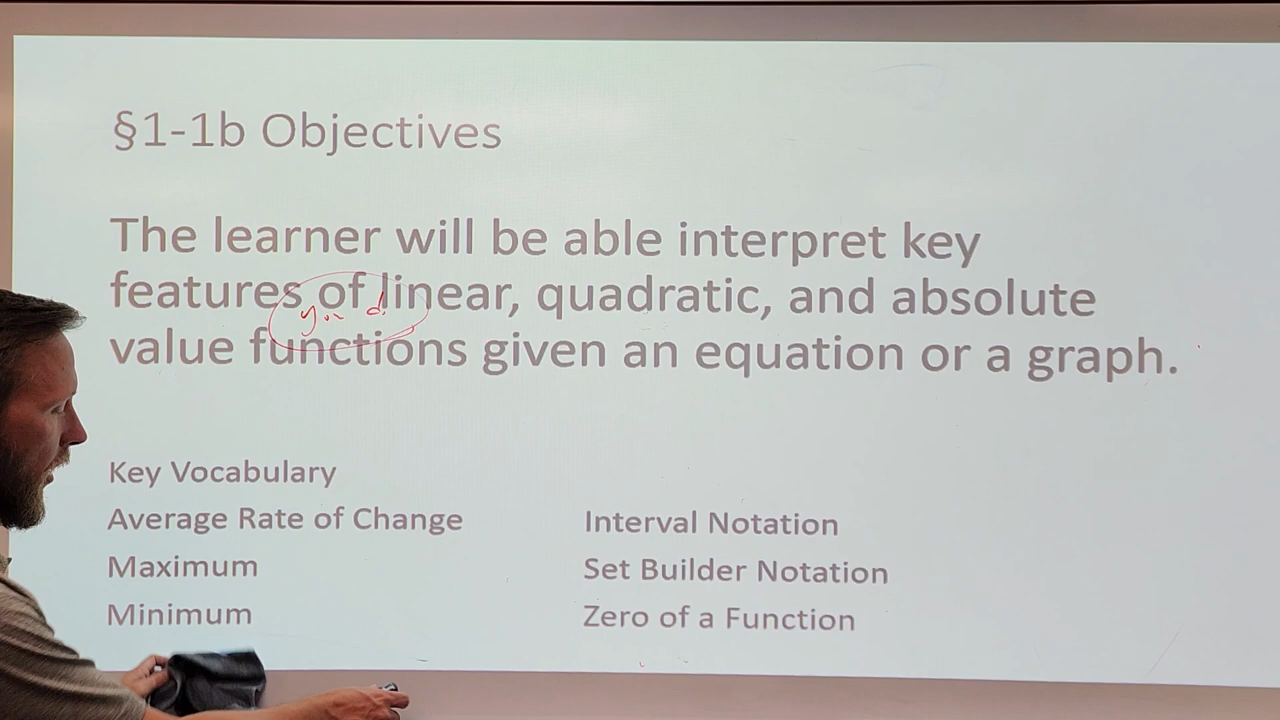 §1-1b Objectives
The learner will be able interpret key
features of linear, quadratic, and absolute
value functions given an equation or a graph.
Key Vocabulary
Average Rate of Change
Maximum
Minimum
Interval Notation
Set Builder Notation
Zero of a Function